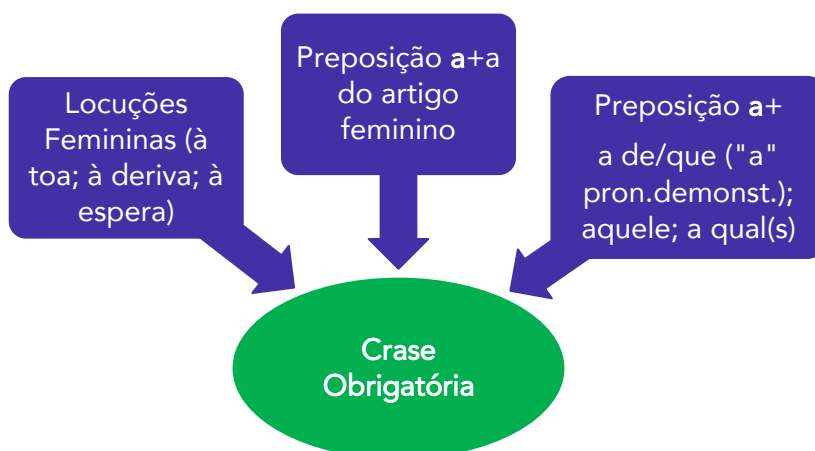 Locuções
Femininas (à
toa; à deriva; à
espera)
Preposição a+a
do artigo
feminino
Preposição a+
a de/que ("a"
pron.demonst.);
aquele; a qual(s)
Crase
Obrigatória